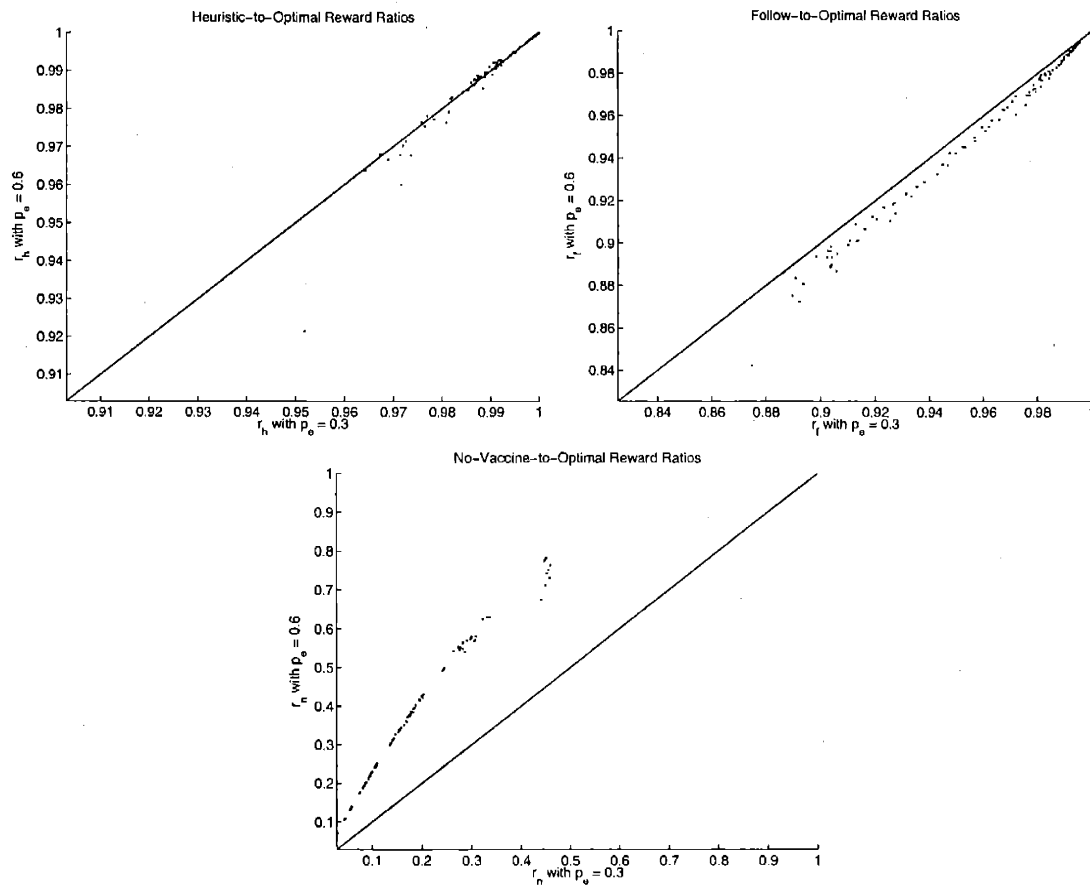 Heuristic-to-Optimal Reward Ratios
1
0.99
0.98
0.97
0.96
0.95
0.94
0.93
0.92
0.91
r_h with p_e = 0.6
0.91 0.92 0.93 0.94 0.95 0.96 0.97 0.98 0.99 1
r_h with p_e = 0.3
Follow-to-Optimal Reward Ratios
1
0.98
0.96
0.94
0.92
0.9
0.88
0.86
0.84
r_f with p_e = 0.6
0.84 0.86 0.88 0.9 0.92 0.94 0.96 0.98
r_f with p_e = 0.3
No-Vaccine-to-Optimal Reward Ratios
1
0.9
0.8
0.7
0.6
0.5
0.4
0.3
0.2
0.1
r_n with p_e = 0.6
0.1 0.2 0.3 0.4 0.5 0.6 0.7 0.8 0.9 1
r_n with p_e = 0.3